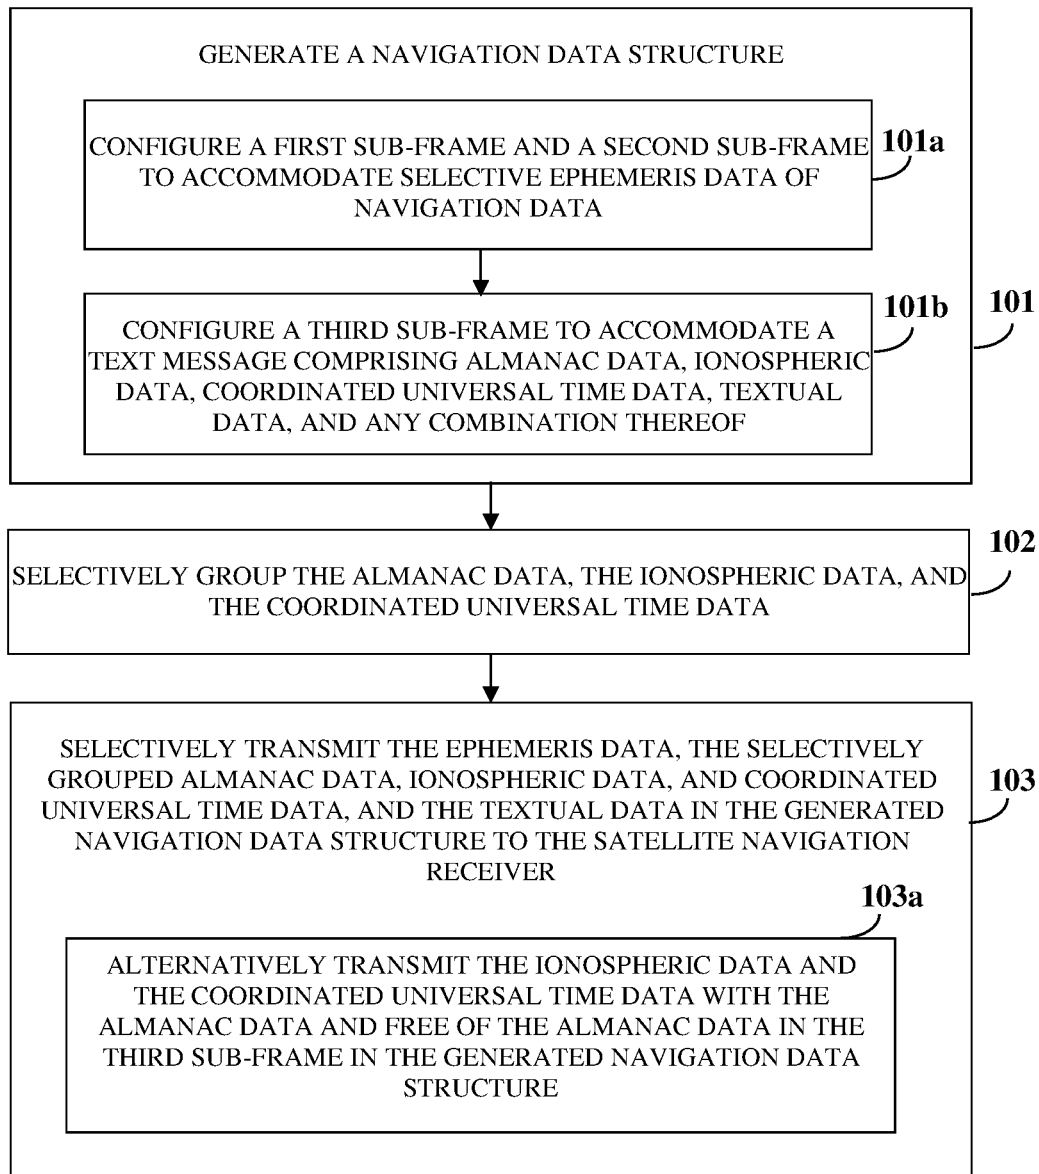 GENERATE A NAVIGATION DATA STRUCTURE
CONFIGURE A FIRST SUB-FRAME AND A SECOND SUB-FRAME
TO ACCOMMODATE SELECTIVE EPHEMERIS DATA OF
NAVIGATION DATA
101a
CONFIGURE A THIRD SUB-FRAME TO ACCOMMODATE A
TEXT MESSAGE COMPRISING ALMANAC DATA, IONOSPHERIC
DATA, COORDINATED UNIVERSAL TIME DATA, TEXTUAL
DATA, AND ANY COMBINATION THEREOF
101b
101
SELECTIVELY GROUP THE ALMANAC DATA, THE IONOSPHERIC DATA, AND
THE COORDINATED UNIVERSAL TIME DATA
102
SELECTIVELY TRANSMIT THE EPHEMERIS DATA, THE SELECTIVELY
GROUPED ALMANAC DATA, IONOSPHERIC DATA, AND COORDINATED
UNIVERSAL TIME DATA, AND THE TEXTUAL DATA IN THE GENERATED
NAVIGATION DATA STRUCTURE TO THE SATELLITE NAVIGATION
RECEIVER
103
103a
ALTERNATIVELY TRANSMIT THE IONOSPHERIC DATA AND
THE COORDINATED UNIVERSAL TIME DATA WITH THE
ALMANAC DATA AND FREE OF THE ALMANAC DATA IN THE
THIRD SUB-FRAME IN THE GENERATED NAVIGATION DATA
STRUCTURE